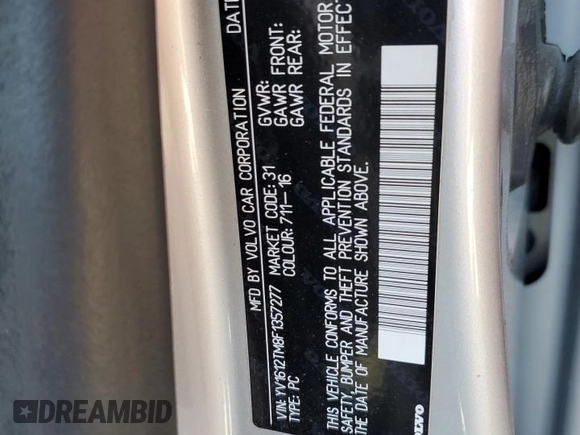 DATE
MFD BY VOLVO CAR CORPORATION
GVWR:
GAWR FRONT:
GAWR REAR:
VIN: YV1612TM8F1357277 MARKET CODE: 31
TYPE: PC COLOUR: 711-16
THIS VEHICLE CONFORMS TO ALL APPLICABLE FEDERAL MOTOR
SAFETY, BUMPER AND THEFT PREVENTION STANDARDS IN EFFECT
THE DATE OF MANUFACTURE SHOWN ABOVE.
VOLVO
DREAMBID